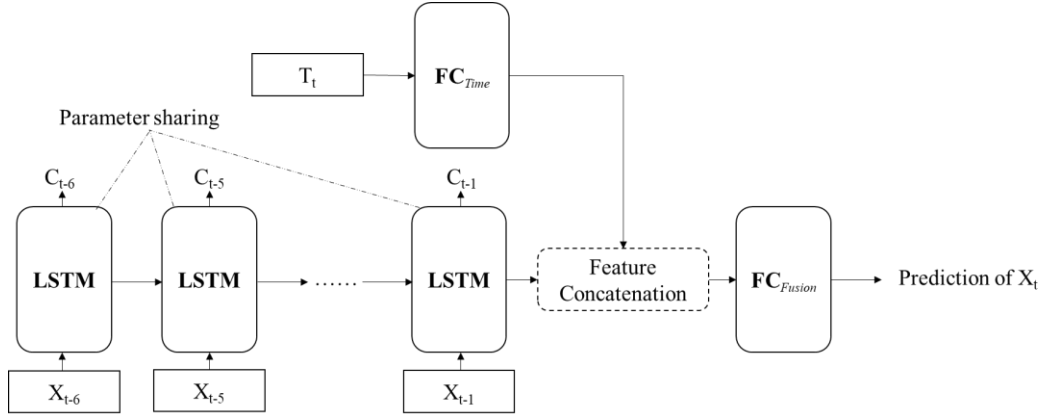 T_t
FC_Time
Parameter sharing
C_t-6
C_t-5
C_t-1
LSTM
LSTM
......
LSTM
Feature
Concatenation
FC_Fusion
Prediction of X_t
X_t-6
X_t-5
X_t-1